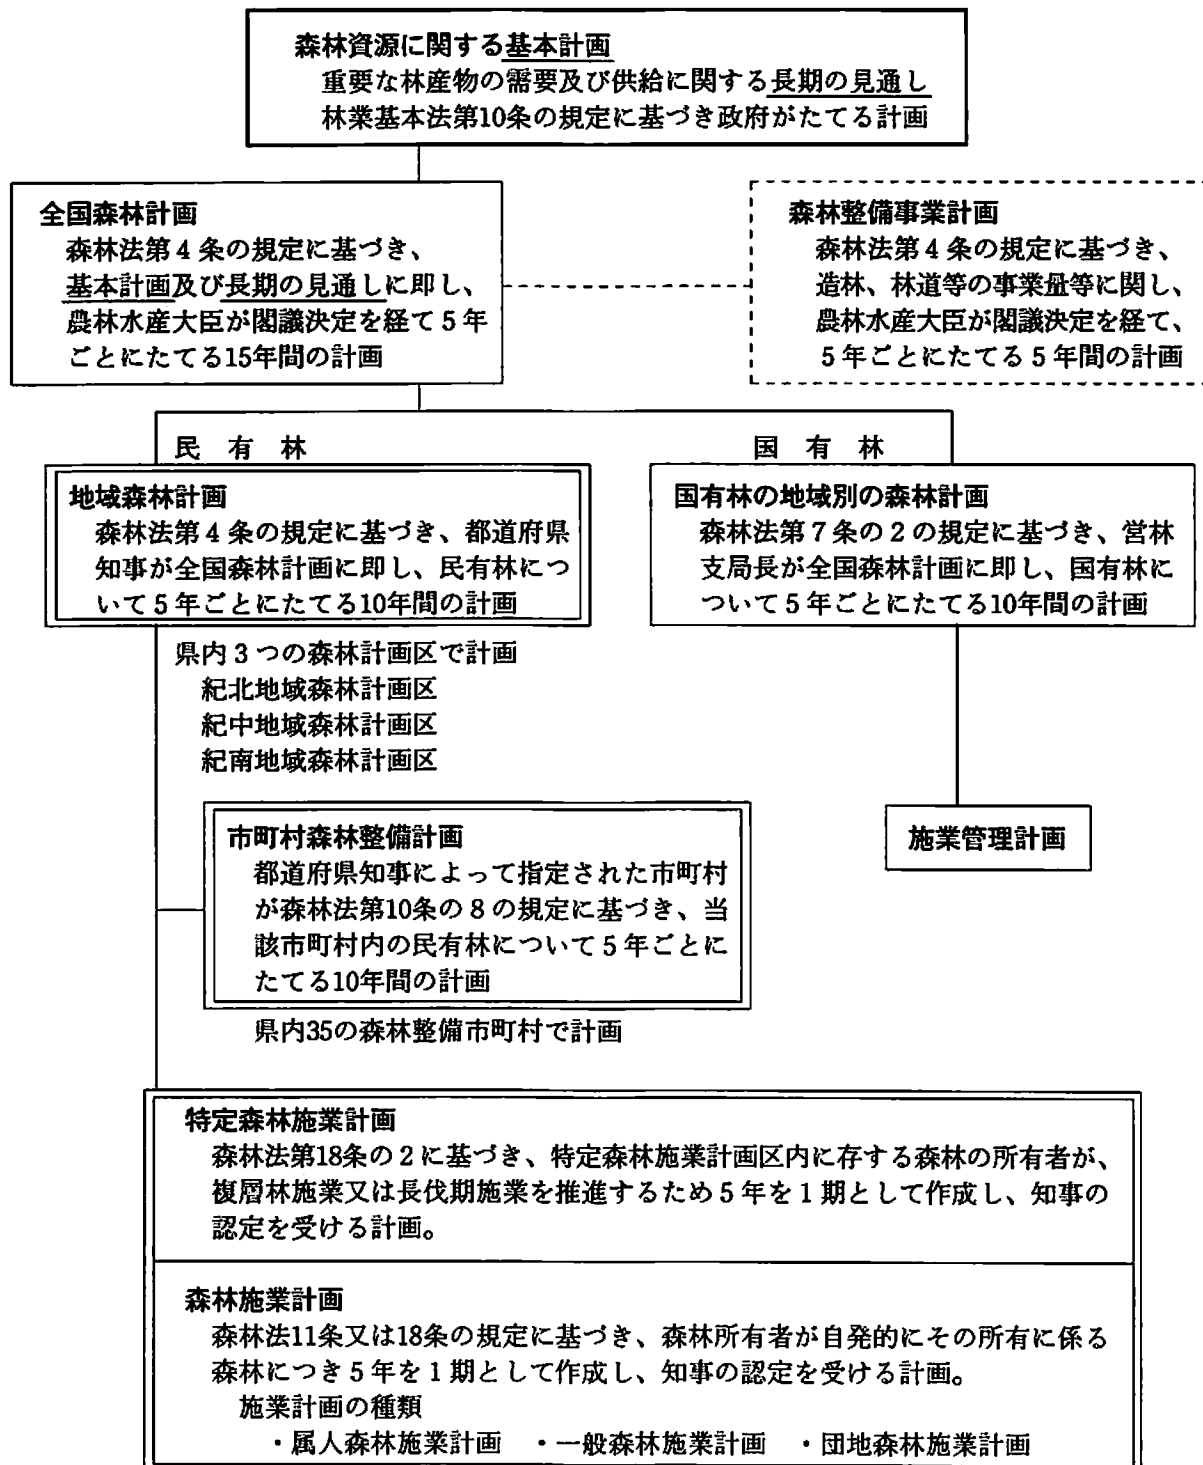 森林資源に関する基本計画
重要な林産物の需要及び供給に関する長期の見通し
林業基本法第10条の規定に基づき政府がたてる計画
全国森林計画
森林法第4条の規定に基づき、
基本計画及び長期の見通しに即し、
農林水産大臣が閣議決定を経て5年
ごとにたてる15年間の計画
森林整備事業計画
森林法第4条の規定に基づき、
造林、林道等の事業量等に関し、
農林水産大臣が閣議決定を経て、
5年ごとにたてる5年間の計画
民有林
国有林
地域森林計画
森林法第4条の規定に基づき、都道府県
知事が全国森林計画に即し、民有林につ
いて5年ごとにたてる10年間の計画
国有林の地域別の森林計画
森林法第7条の2の規定に基づき、営林
支局長が全国森林計画に即し、国有林に
ついて5年ごとにたてる10年間の計画
県内3つの森林計画区で計画
紀北地域森林計画区
紀中地域森林計画区
紀南地域森林計画区
市町村森林整備計画
都道府県知事によって指定された市町村
が森林法第10条の8の規定に基づき、当
該市町村内の民有林について5年ごとに
たてる10年間の計画
施業管理計画
県内35の森林整備市町村で計画
特定森林施業計画
森林法第18条の2に基づき、特定森林施業計画区内に存する森林の所有者が、
複層林施業又は長伐期施業を推進するため5年を1期として作成し、知事の
認定を受ける計画。
森林施業計画
森林法11条又は18条の規定に基づき、森林所有者が自発的にその所有に係る
森林につき5年を1期として作成し、知事の認定を受ける計画。
施業計画の種類
・属人森林施業計画 ・一般森林施業計画 ・団地森林施業計画